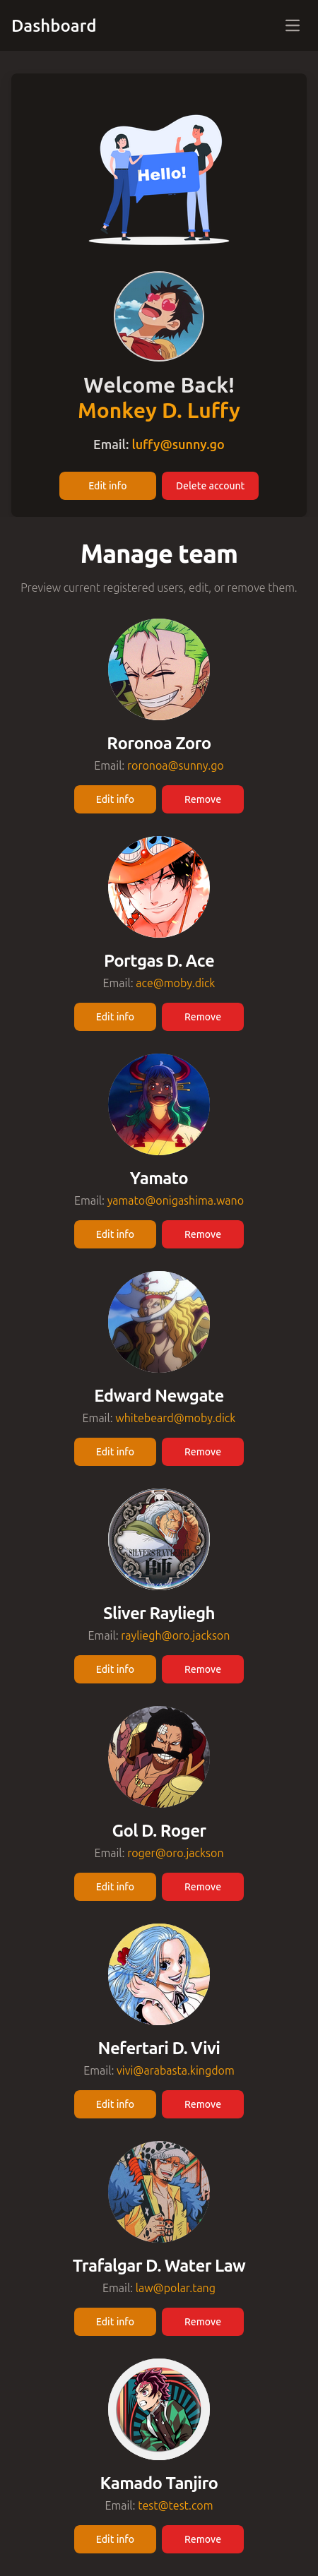 Dashboard
Hello!
Welcome Back!
Monkey D. Luffy
Email: luffy@sunny.go
Edit info Delete account
Manage team
Preview current registered users, edit, or remove them.
Roronoa Zoro
Email: roronoa@sunny.go
Edit info Remove
Portgas D. Ace
Email: ace@moby.dick
Edit info Remove
Yamato
Email: yamato@onigashima.wano
Edit info Remove
Edward Newgate
Email: whitebeard@moby.dick
Edit info Remove
SILVERS RAYLEIGH
Sliver Rayliegh
Email: rayliegh@oro.jackson
Edit info Remove
Gol D. Roger
Email: roger@oro.jackson
Edit info Remove
Nefertari D. Vivi
Email: vivi@arabasta.kingdom
Edit info Remove
Trafalgar D. Water Law
Email: law@polar.tang
Edit info Remove
Kamado Tanjiro
Email: test@test.com
Edit info Remove